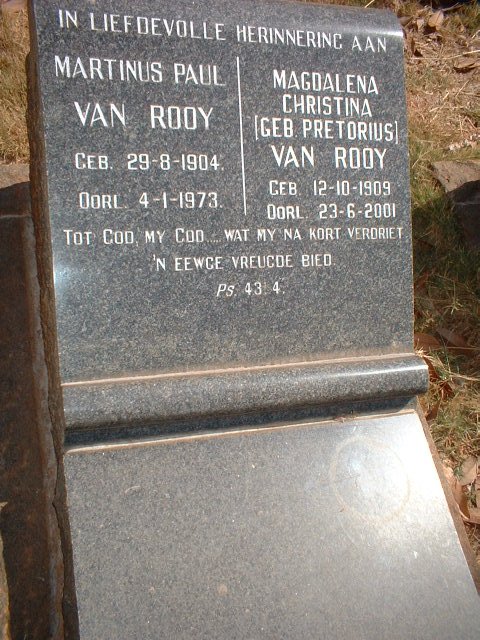 IN LIEFDEVOLLE HERINNERING AAN
MARTINUS PAUL
VAN ROOY
GEB. 29-8-1904.
OORL. 4-1-1973.
MAGDALENA
CHRISTINA
(GEB. PRETORIUS)
VAN ROOY
GEB. 12-10-1909
OORL. 23-6-2001
TOT GOD, MY GOD.....WAT MY NA KORT VERDRIET
'N EEWGE VREUGDE BIED.
PS. 43:4.